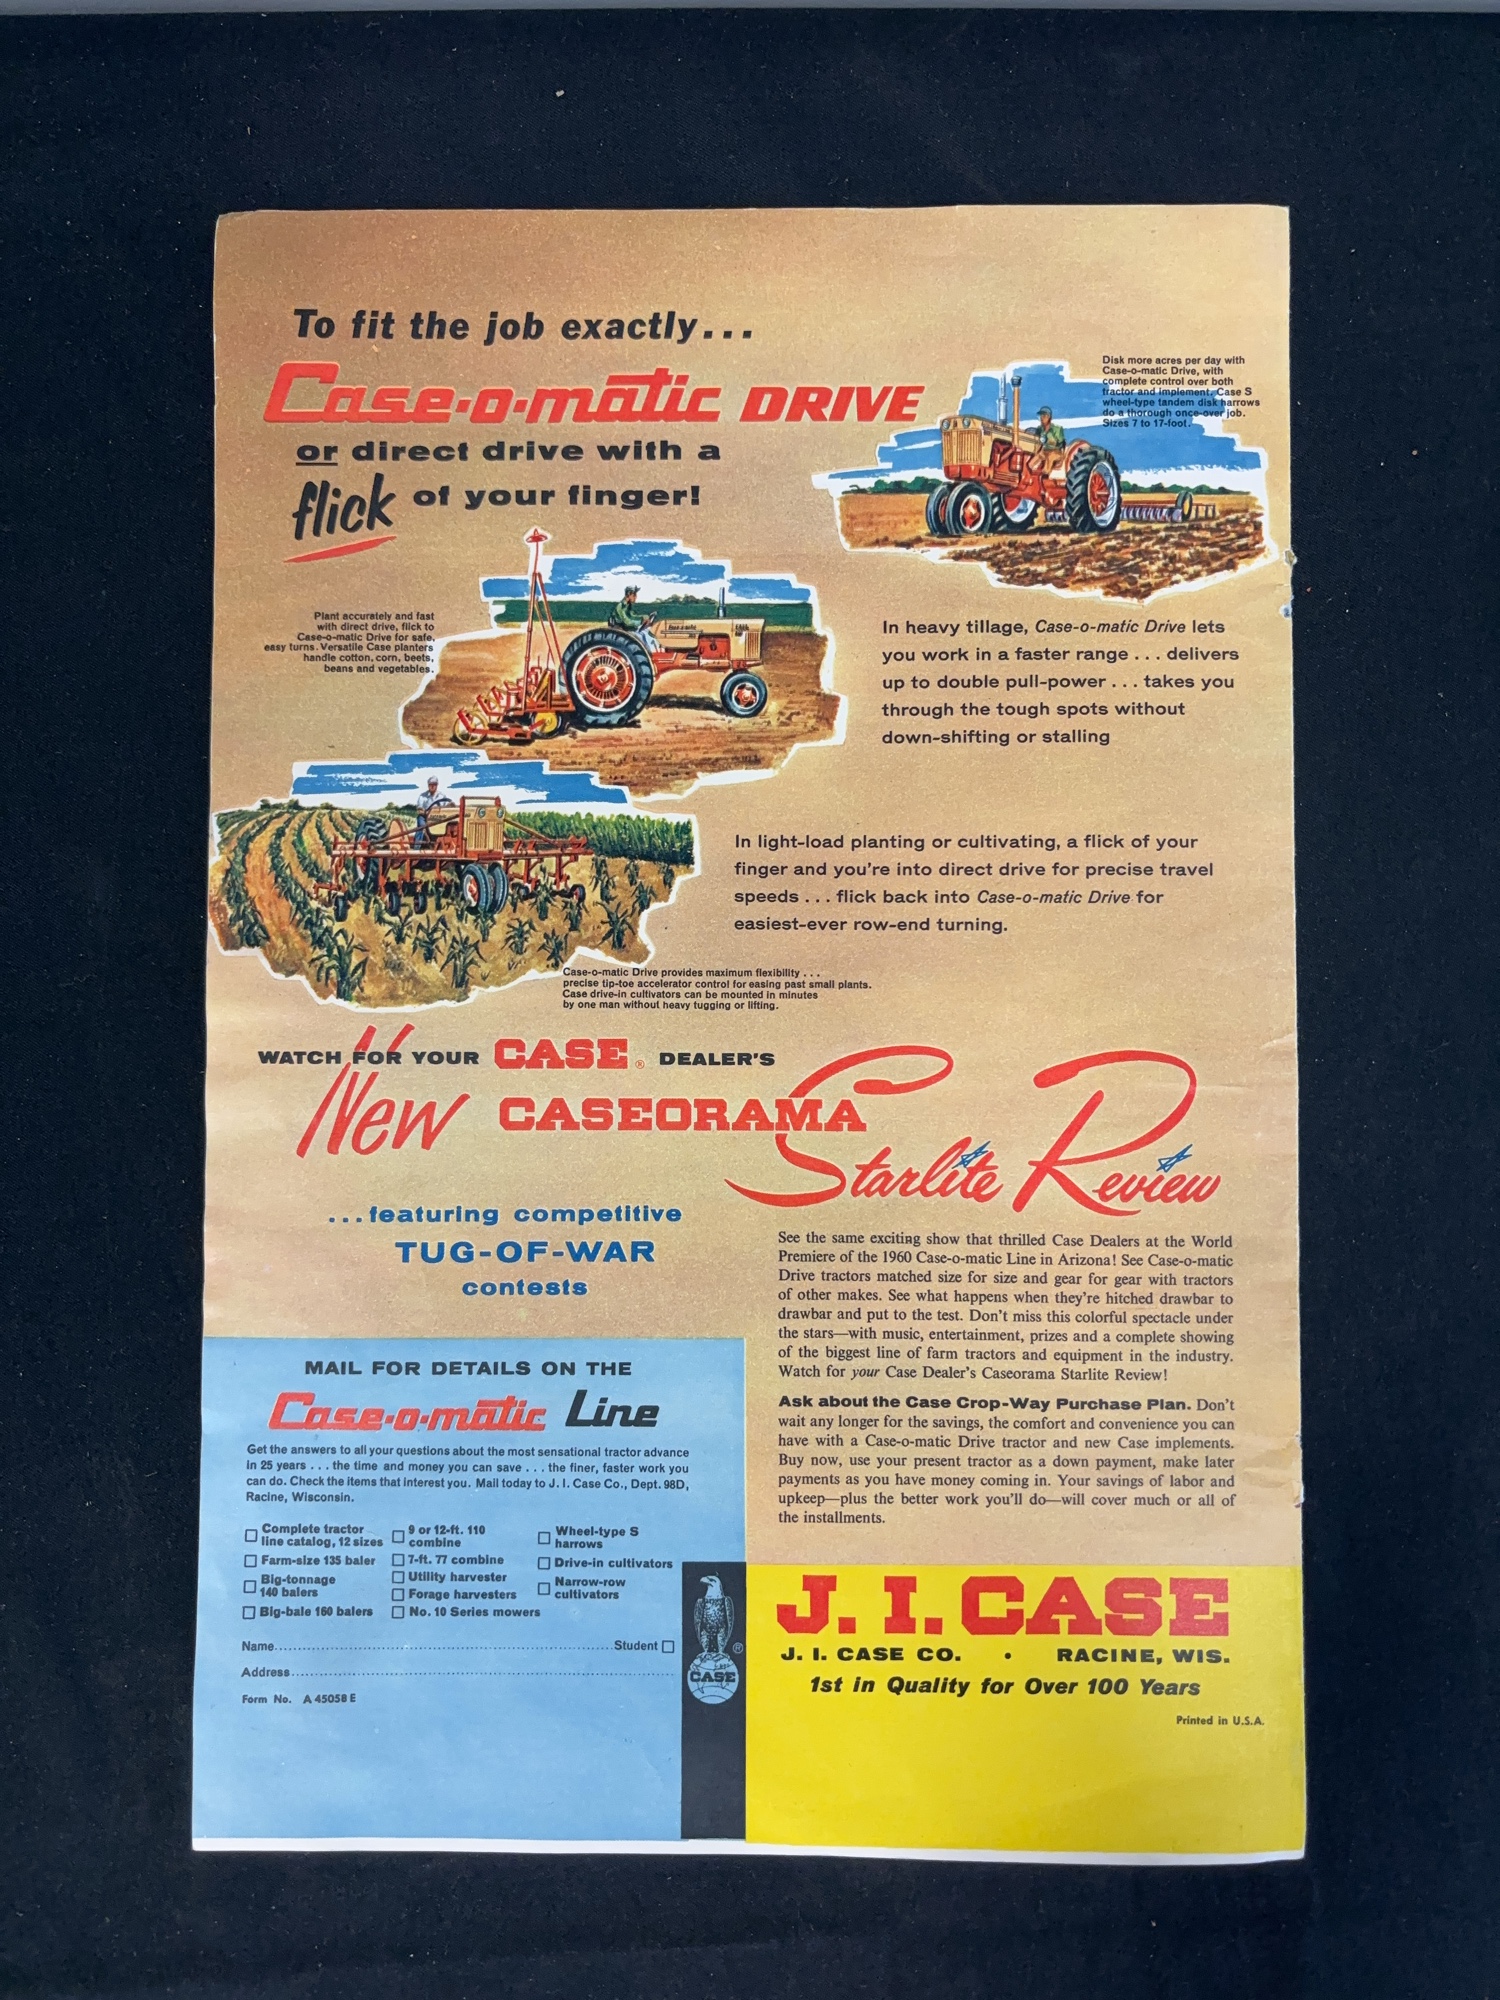 To fit the job exactly...
Case-o-matic DRIVE
or direct drive with a
flick of your finger!
Disk more acres per day with
Case-o-matic Drive, with
complete control over both
tractor and implement. Case S
wheel-type tandem disk harrows
do a thorough once-over job.
Sizes 7 to 17-foot.
Plant accurately and fast
with direct drive, flick to
Case-o-matic Drive for safe,
easy turns. Versatile Case planters
handle cotton, corn, beets,
beans and vegetables.
In heavy tillage, Case-o-matic Drive lets
you work in a faster range . . . delivers
up to double pull-power . . . takes you
through the tough spots without
down-shifting or stalling
In light-load planting or cultivating, a flick of your
finger and you're into direct drive for precise travel
speeds . . . flick back into Case-o-matic Drive for
easiest-ever row-end turning.
Case-o-matic Drive provides maximum flexibility . . .
precise tip-toe accelerator control for easing past small plants.
Case drive-in cultivators can be mounted in minutes
by one man without heavy tugging or lifting.
WATCH FOR YOUR CASE ® DEALER'S
New CASEORAMA
Starlite Review
...featuring competitive
TUG-OF-WAR
contests
See the same exciting show that thrilled Case Dealers at the World
Premiere of the 1960 Case-o-matic Line in Arizona! See Case-o-matic
Drive tractors matched size for size and gear for gear with tractors
of other makes. See what happens when they're hitched drawbar to
drawbar and put to the test. Don't miss this colorful spectacle under
the stars—with music, entertainment, prizes and a complete showing
of the biggest line of farm tractors and equipment in the industry.
Watch for your Case Dealer's Caseorama Starlite Review!
Ask about the Case Crop-Way Purchase Plan. Don't
wait any longer for the savings, the comfort and convenience you can
have with a Case-o-matic Drive tractor and new Case implements.
Buy now, use your present tractor as a down payment, make later
payments as you have money coming in. Your savings of labor and
upkeep—plus the better work you'll do—will cover much or all of
the installments.
MAIL FOR DETAILS ON THE
Case-o-matic Line
Get the answers to all your questions about the most sensational tractor advance
in 25 years . . . the time and money you can save . . . the finer, faster work you
can do. Check the items that interest you. Mail today to J. I. Case Co., Dept. 98D,
Racine, Wisconsin.
☐ Complete tractor
line catalog, 12 sizes
☐ Farm-size 135 baler
☐ Big-tonnage
140 balers
☐ Big-bale 160 balers
☐ 9 or 12-ft. 110
combine
☐ 7-ft. 77 combine
☐ Utility harvester
☐ Forage harvesters
☐ No. 10 Series mowers
☐ Wheel-type S
harrows
☐ Drive-in cultivators
☐ Narrow-row
cultivators
Name.......... Student ☐
Address..........
Form No. A 45058 E
®
CASE
J. I. CASE
J. I. CASE CO. • RACINE, WIS.
1st in Quality for Over 100 Years
Printed in U.S.A.